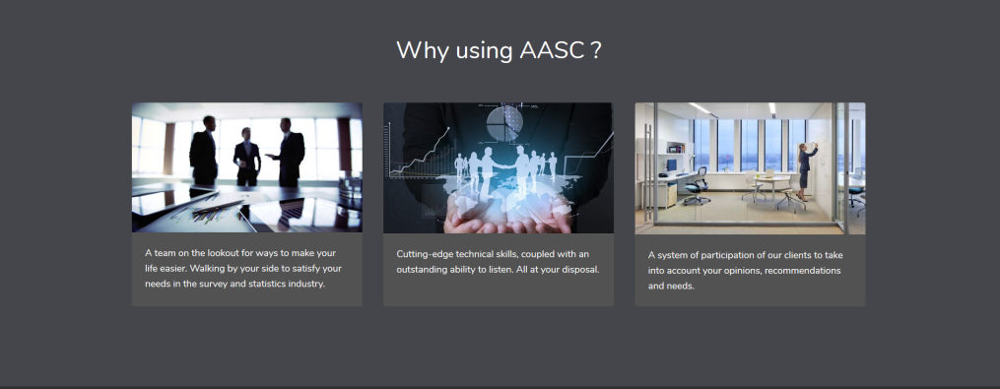 Why using AASC ?
A team on the lookout for ways to make your
life easier. Walking by your side to satisfy your
needs in the survey and statistics industry.
Cutting-edge technical skills, coupled with an
outstanding ability to listen. All at your disposal.
A system of participation of our clients to take
into account your opinions, recommendations
and needs.